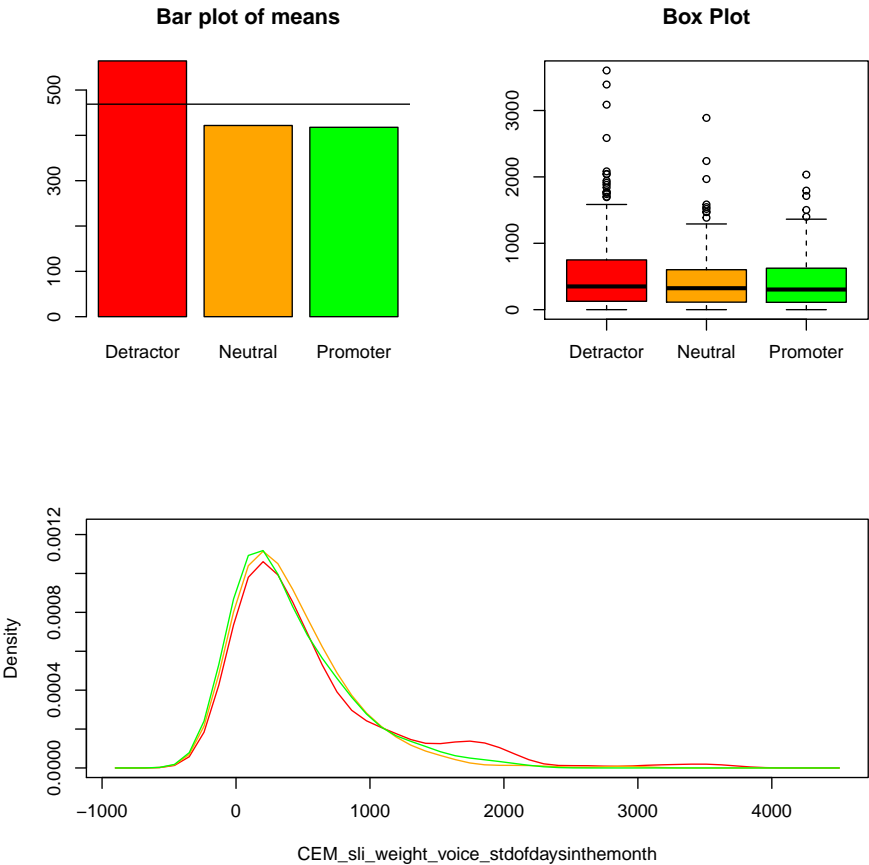 Bar plot of means
500
300
100
0
Detractor Neutral Promoter
Box Plot
3000
2000
1000
0
Detractor Neutral Promoter
Density
0.0012
0.0008
0.0004
0.0000
−1000 0 1000 2000 3000 4000
CEM_sli_weight_voice_stdofdaysinthemonth